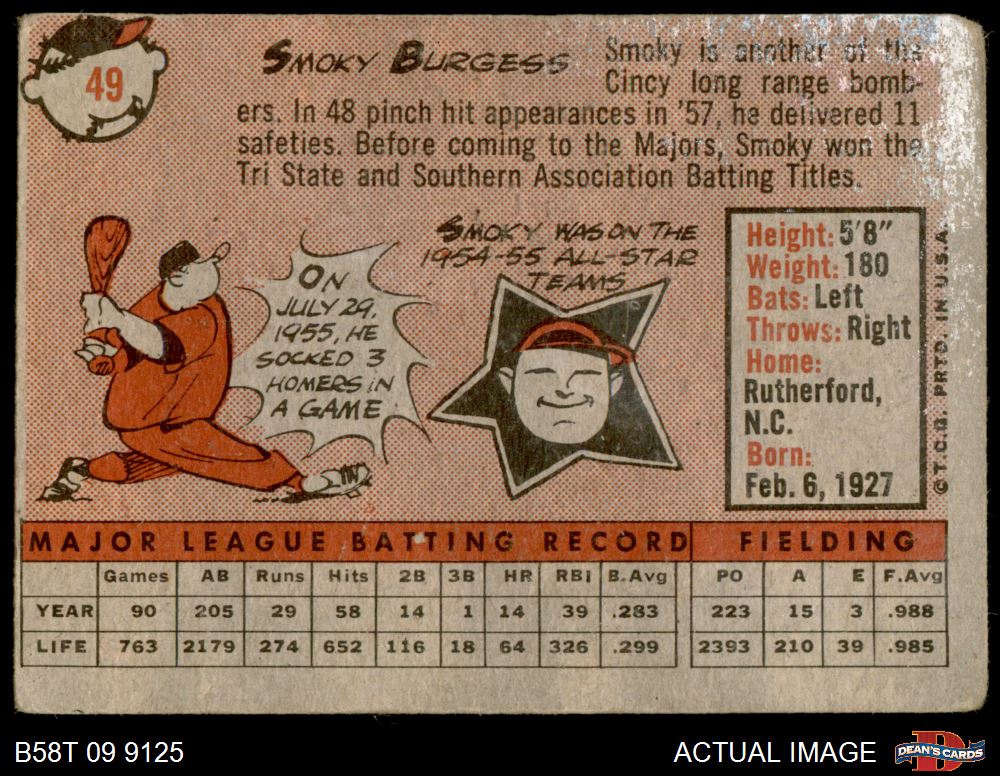 49
SMOKY BURGESS
Smoky is another of the
Cincy long range bomb-
ers. In 48 pinch hit appearances in '57, he delivered 11
safeties. Before coming to the Majors, Smoky won the
Tri State and Southern Association Batting Titles.
ON
JULY 29,
1955, HE
SOCKED 3
HOMERS IN
A GAME
SMOKY WAS ON THE
1954-55 ALL-STAR
TEAMS
Height: 5'8"
Weight: 180
Bats: Left
Throws: Right
Home:
Rutherford,
N.C.
Born:
Feb. 6, 1927
©T.C.G. PRTD. IN U.S.A.
MAJOR LEAGUE BATTING RECORD FIELDING
Games AB Runs Hits 2B 3B HR RBI B.Avg PO A E F.Avg
YEAR 90 205 29 58 14 1 14 39 .283 223 15 3 .988
LIFE 763 2179 274 652 116 18 64 326 .299 2393 210 39 .985
B58T 09 9125
ACTUAL IMAGE
DEAN'S CARDS